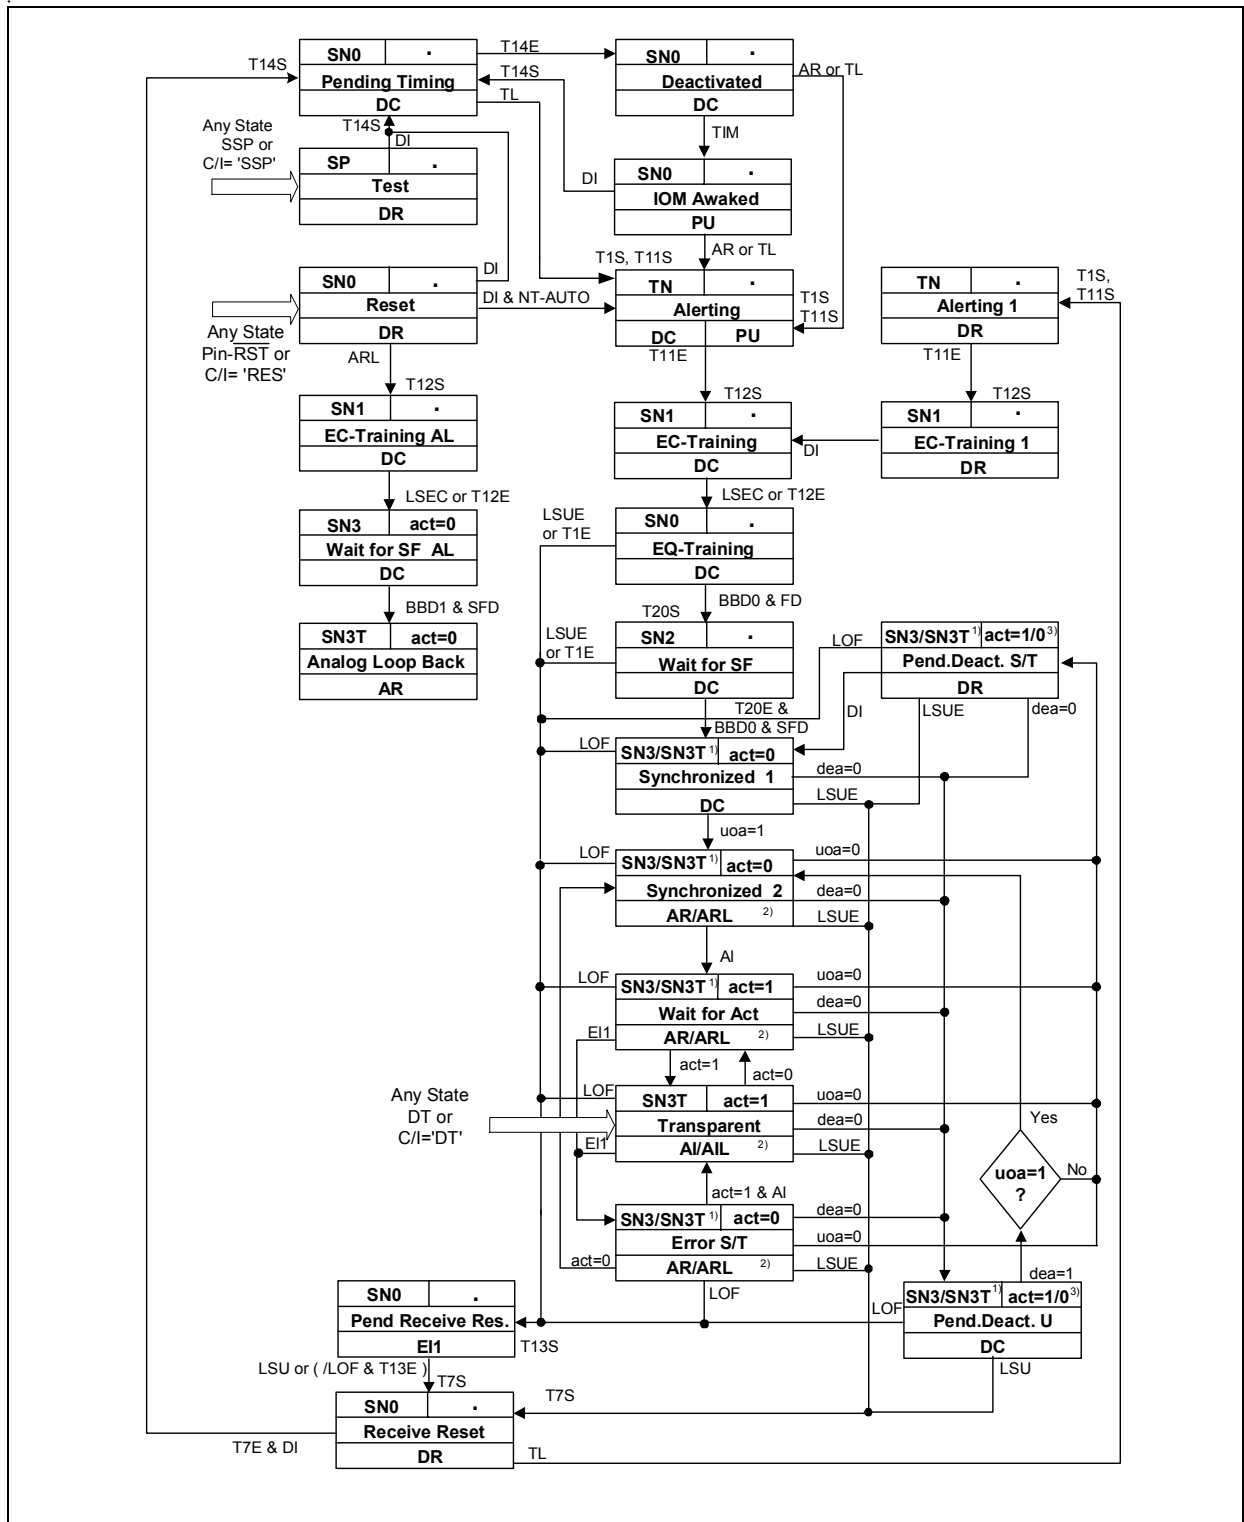 SN0 .
Pending Timing
DC
T14S
T14E
T14S
TL
SN0 .
Deactivated
DC
AR or TL
TIM
Any State
SSP or
C/I= 'SSP'
T14S
DI
SP .
Test
DR
DI
SN0 .
IOM Awaked
PU
AR or TL
T1S, T11S
SN0 .
Reset
DR
DI
DI & NT-AUTO
Any State
Pin-RST or
C/I= 'RES'
ARL
TN .
Alerting
DC PU
T1S
T11S
T11E
TN .
Alerting 1
DR
T1S,
T11S
T11E
T12S
SN1 .
EC-Training AL
DC
T12S
SN1 .
EC-Training
DC
T12S
SN1 .
EC-Training 1
DR
DI
LSEC or T12E
LSEC or T12E
SN3 act=0
Wait for SF AL
DC
LSUE
or T1E
SN0 .
EQ-Training
DC
BBD1 & SFD
BBD0 & FD
T20S
SN3T act=0
Analog Loop Back
AR
LSUE
or T1E
SN2 .
Wait for SF
DC
T20E &
BBD0 & SFD
LOF
SN3/SN3T 1) act=1/0 3)
Pend.Deact. S/T
DR
DI
LSUE
dea=0
LOF
SN3/SN3T 1) act=0
Synchronized 1
DC
dea=0
LSUE
uoa=1
LOF
SN3/SN3T 1) act=0
Synchronized 2
AR/ARL 2)
uoa=0
dea=0
LSUE
AI
LOF
SN3/SN3T 1) act=1
Wait for Act
AR/ARL 2)
uoa=0
dea=0
LSUE
EI1
act=1
act=0
Any State
DT or
C/I='DT'
LOF
SN3T act=1
Transparent
AI/AIL 2)
uoa=0
dea=0
LSUE
EI1
act=1 & AI
Yes
uoa=1
?
No
SN3/SN3T 1) act=0
Error S/T
AR/ARL 2)
dea=0
uoa=0
LSUE
act=0
LOF
dea=1
SN3/SN3T 1) act=1/0 3)
Pend.Deact. U
DC
LOF
LSU
SN0 .
Pend Receive Res.
EI1
T13S
LSU or ( /LOF & T13E )
T7S
T7S
SN0 .
Receive Reset
DR
T7E & DI
TL